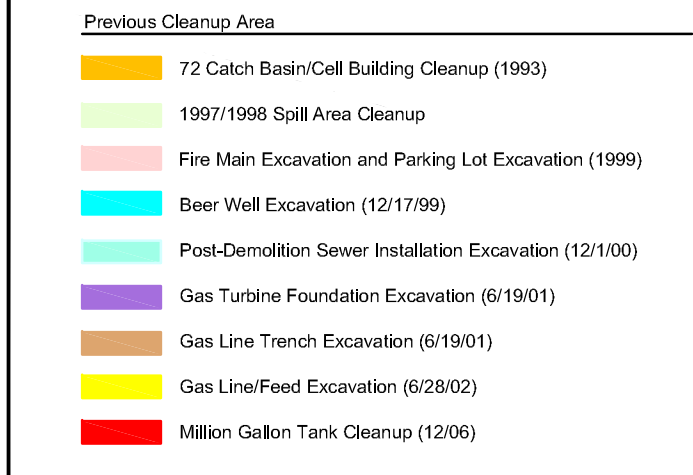 Previous Cleanup Area
72 Catch Basin/Cell Building Cleanup (1993)
1997/1998 Spill Area Cleanup
Fire Main Excavation and Parking Lot Excavation (1999)
Beer Well Excavation (12/17/99)
Post-Demolition Sewer Installation Excavation (12/1/00)
Gas Turbine Foundation Excavation (6/19/01)
Gas Line Trench Excavation (6/19/01)
Gas Line/Feed Excavation (6/28/02)
Million Gallon Tank Cleanup (12/06)